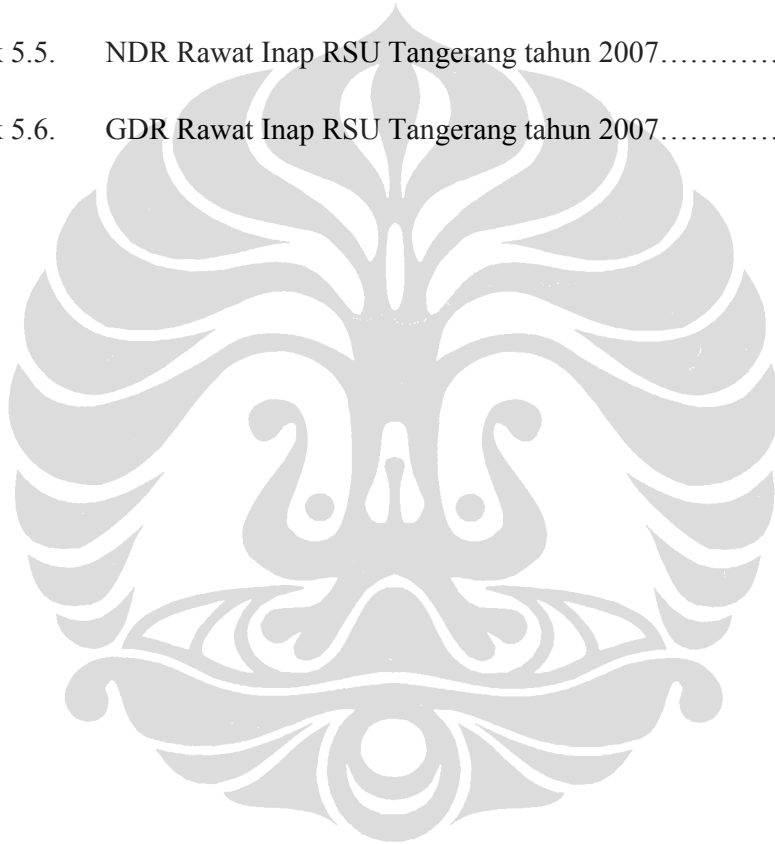 k 5.5. NDR Rawat Inap RSU Tangerang tahun 2007…………
k 5.6. GDR Rawat Inap RSU Tangerang tahun 2007…………